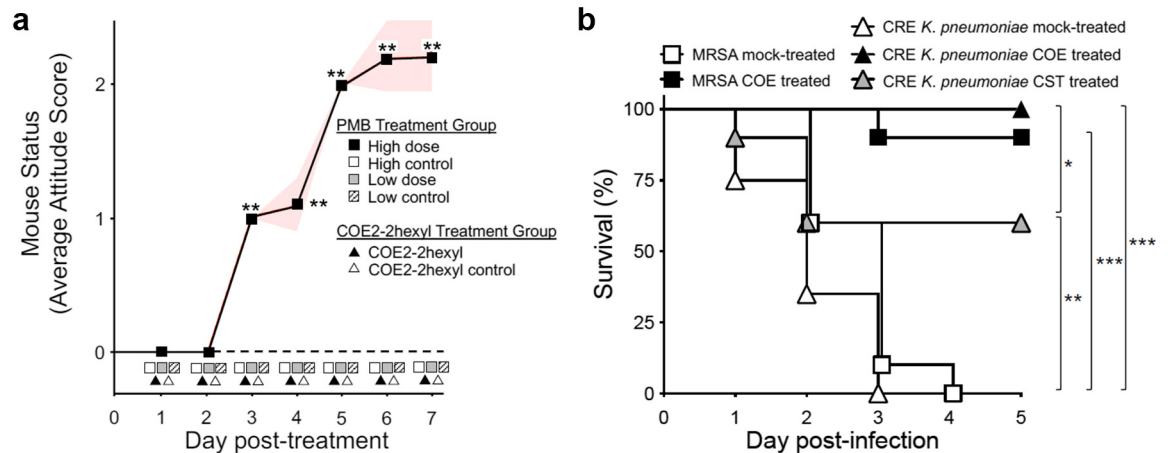 a
Mouse Status
(Average Attitude Score)
2
1
0
**
**
**
**
**
PMB Treatment Group
High dose
High control
Low dose
Low control
COE2-2hexyl Treatment Group
COE2-2hexyl
COE2-2hexyl control
0 1 2 3 4 5 6 7
Day post-treatment
b
CRE K. pneumoniae mock-treated
MRSA mock-treated
CRE K. pneumoniae COE treated
MRSA COE treated
CRE K. pneumoniae CST treated
Survival (%)
100
75
50
25
0
*
**
***
***
0 1 2 3 4 5
Day post-infection